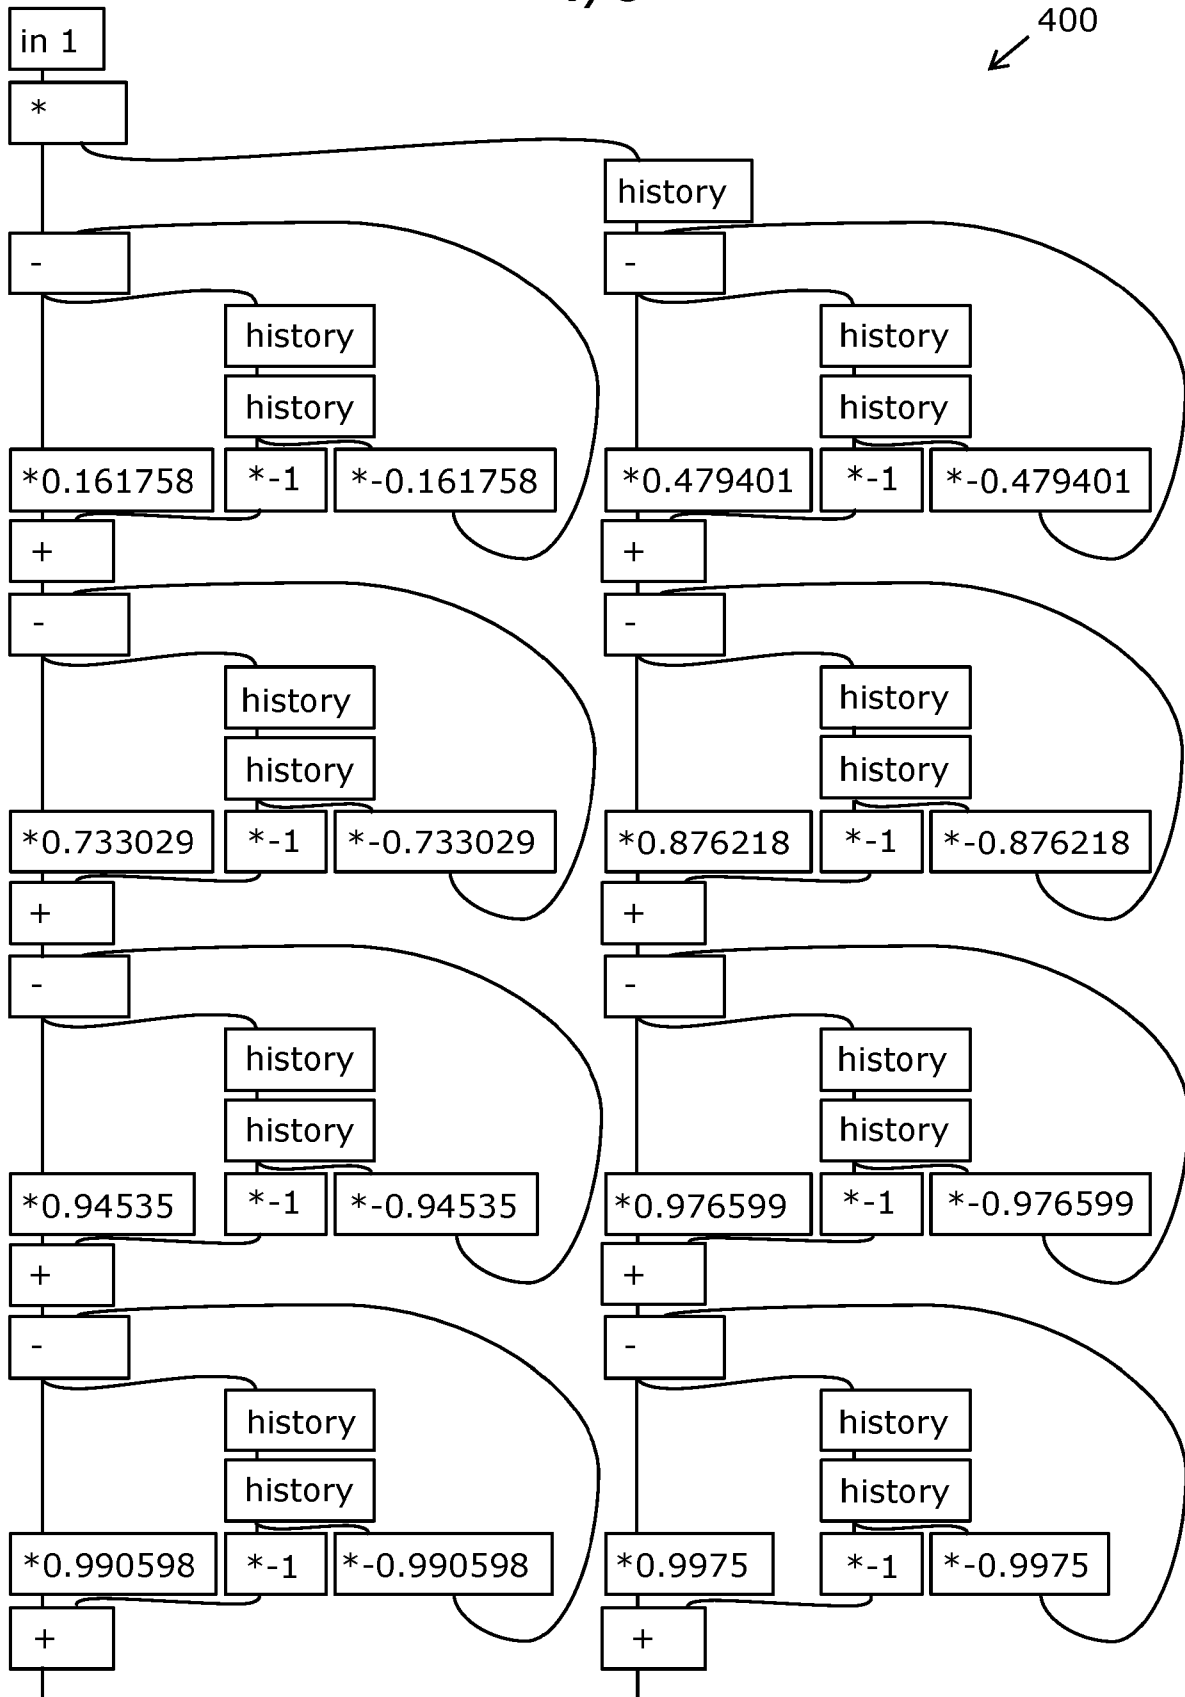 400
in 1
*
history
- -
history history
history history
*0.161758 *-1 *-0.161758 *0.479401 *-1 *-0.479401
+ +
- -
history history
history history
*0.733029 *-1 *-0.733029 *0.876218 *-1 *-0.876218
+ +
- -
history history
history history
*0.94535 *-1 *-0.94535 *0.976599 *-1 *-0.976599
+ +
- -
history history
history history
*0.990598 *-1 *-0.990598 *0.9975 *-1 *-0.9975
+ +